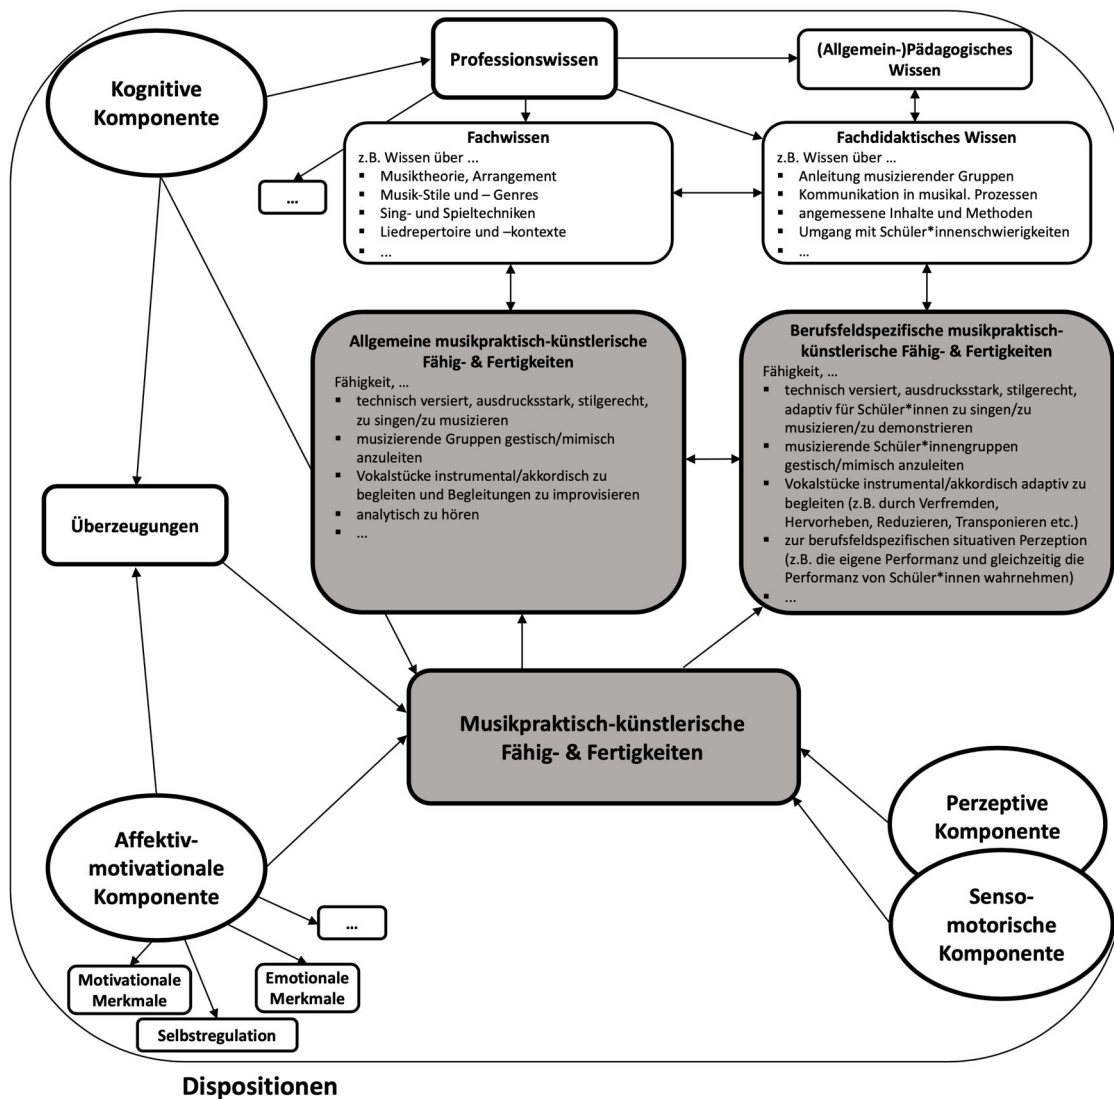 Kognitive
Komponente
Professionswissen
(Allgemein-)Pädagogisches
Wissen
...
Fachwissen
z.B. Wissen über ...
▪ Musiktheorie, Arrangement
▪ Musik-Stile und – Genres
▪ Sing- und Spieltechniken
▪ Liedrepertoire und –kontexte
▪ ...
Fachdidaktisches Wissen
z.B. Wissen über ...
▪ Anleitung musizierender Gruppen
▪ Kommunikation in musikal. Prozessen
▪ angemessene Inhalte und Methoden
▪ Umgang mit Schüler*innenschwierigkeiten
▪ ...
Allgemeine musikpraktisch-künstlerische
Fähig- & Fertigkeiten
Fähigkeit, ...
▪ technisch versiert, ausdrucksstark, stilgerecht,
zu singen/zu musizieren
▪ musizierende Gruppen gestisch/mimisch
anzuleiten
▪ Vokalstücke instrumental/akkordisch zu
begleiten und Begleitungen zu improvisieren
▪ analytisch zu hören
▪ ...
Berufsfeldspezifische musikpraktisch-
künstlerische Fähig- & Fertigkeiten
Fähigkeit, ...
▪ technisch versiert, ausdrucksstark, stilgerecht,
adaptiv für Schüler*innen zu singen/zu
musizieren/zu demonstrieren
▪ musizierende Schüler*innengruppen
gestisch/mimisch anzuleiten
▪ Vokalstücke instrumental/akkordisch adaptiv zu
begleiten (z.B. durch Verfremden,
Hervorheben, Reduzieren, Transponieren etc.)
▪ zur berufsfeldspezifischen situativen Perzeption
(z.B. die eigene Performanz und gleichzeitig die
Performanz von Schüler*innen wahrnehmen)
▪ ...
Überzeugungen
Musikpraktisch-künstlerische
Fähig- & Fertigkeiten
Affektiv-
motivationale
Komponente
Perzeptive
Komponente
Senso-
motorische
Komponente
...
Motivationale
Merkmale
Emotionale
Merkmale
Selbstregulation
Dispositionen